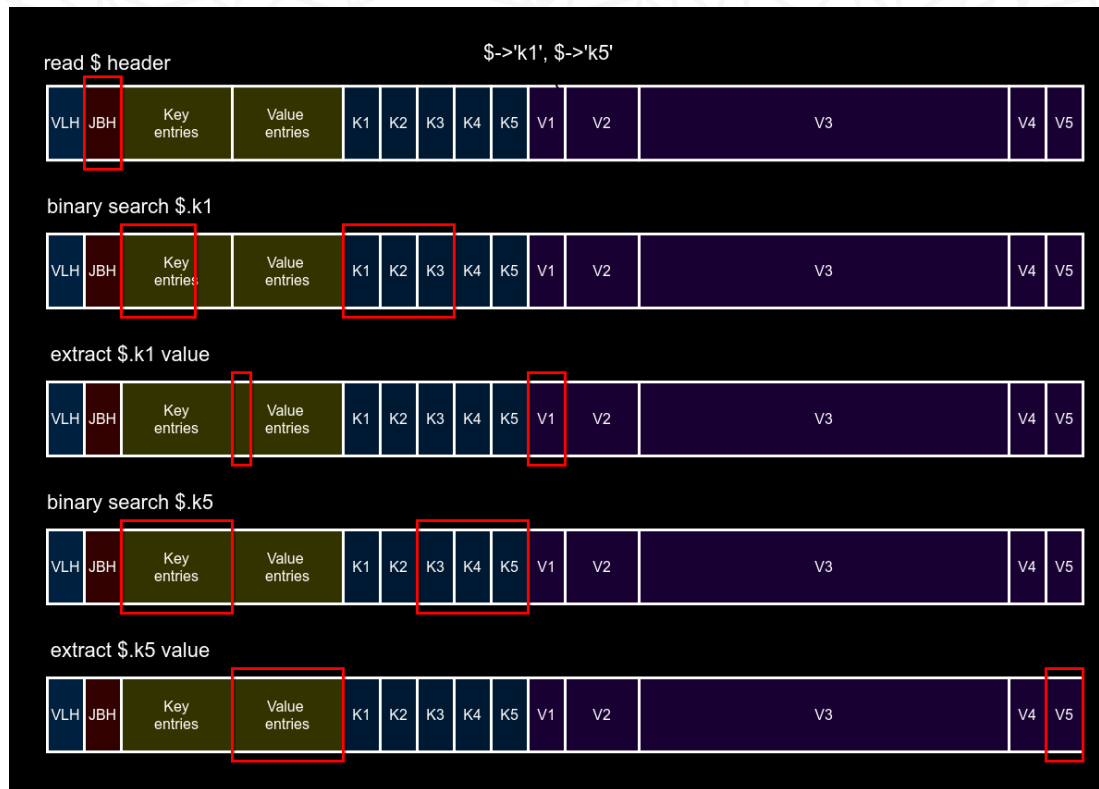 $->'k1', $->'k5'
read $ header
VLH JBH Key entries Value entries K1 K2 K3 K4 K5 V1 V2 V3 V4 V5
binary search $.k1
VLH JBH Key entries Value entries K1 K2 K3 K4 K5 V1 V2 V3 V4 V5
extract $.k1 value
VLH JBH Key entries Value entries K1 K2 K3 K4 K5 V1 V2 V3 V4 V5
binary search $.k5
VLH JBH Key entries Value entries K1 K2 K3 K4 K5 V1 V2 V3 V4 V5
extract $.k5 value
VLH JBH Key entries Value entries K1 K2 K3 K4 K5 V1 V2 V3 V4 V5